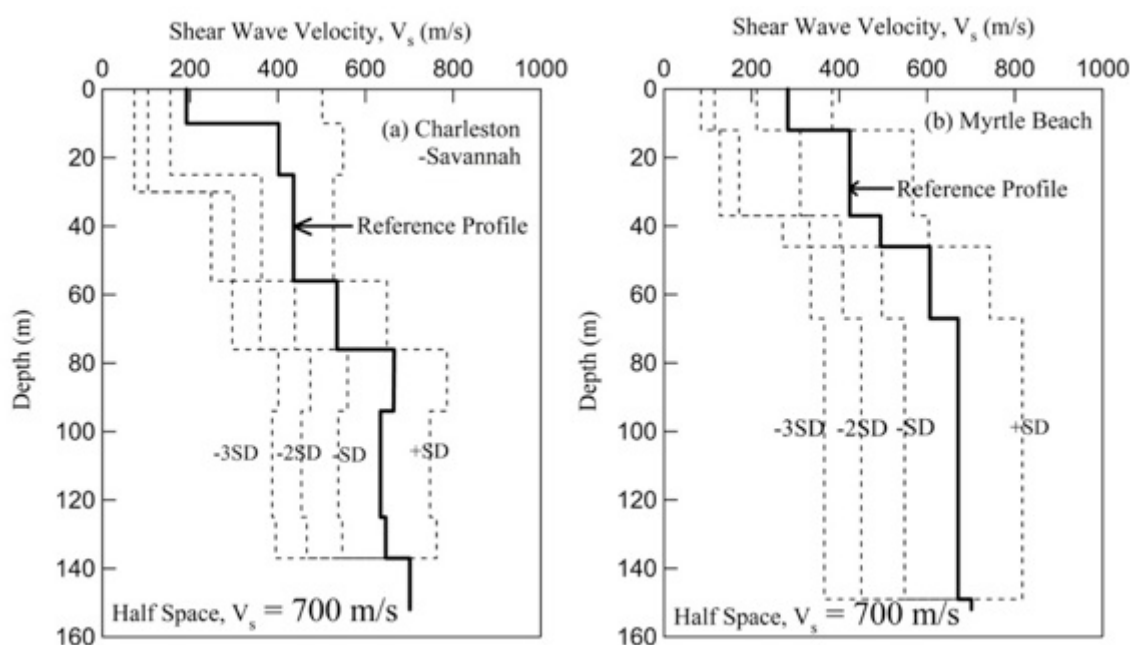 Shear Wave Velocity, Vs (m/s)
0 200 400 600 800 1000
0
20
40
60
80
100
120
140
160
Depth (m)
(a) Charleston
-Savannah
Reference Profile
-3SD -2SD -SD +SD
Half Space, Vs = 700 m/s
Shear Wave Velocity, Vs (m/s)
0 200 400 600 800 1000
0
20
40
60
80
100
120
140
160
Depth (m)
(b) Myrtle Beach
Reference Profile
-3SD -2SD -SD +SD
Half Space, Vs = 700 m/s